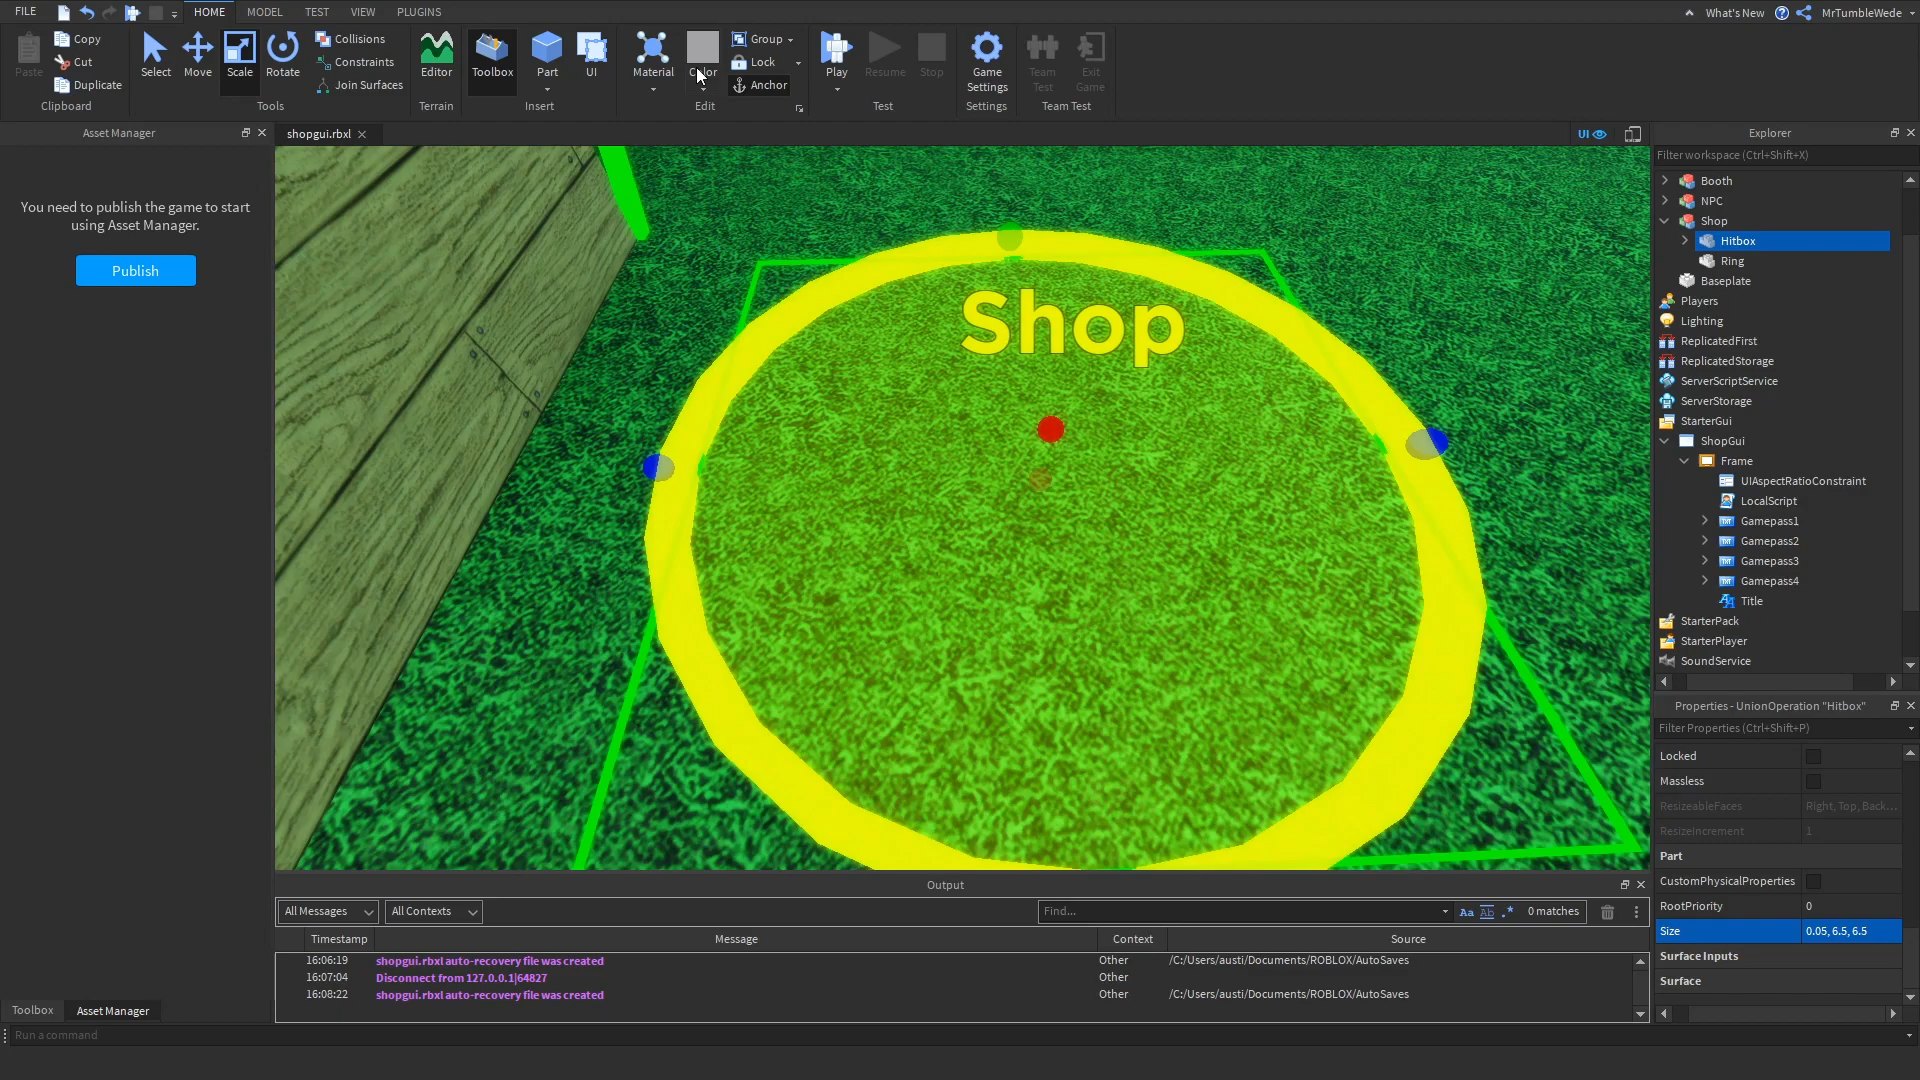 FILE
HOME
MODEL
TEST
VIEW
PLUGINS
What's New
MrTumbleWede
Paste
Copy
Cut
Duplicate
Clipboard
Select
Move
Scale
Rotate
Collisions
Constraints
Join Surfaces
Tools
Editor
Terrain
Toolbox
Part
UI
Insert
Material
Color
Group
Lock
Anchor
Edit
Play
Resume
Stop
Test
Game Settings
Settings
Team Test
Exit Game
Team Test
Asset Manager
You need to publish the game to start
using Asset Manager.
Publish
shopgui.rbxl
UI
Shop
Explorer
Filter workspace (Ctrl+Shift+X)
Booth
NPC
Shop
Hitbox
Ring
Baseplate
Players
Lighting
ReplicatedFirst
ReplicatedStorage
ServerScriptService
ServerStorage
StarterGui
ShopGui
Frame
UIAspectRatioConstraint
LocalScript
Gamepass1
Gamepass2
Gamepass3
Gamepass4
Title
StarterPack
StarterPlayer
SoundService
Properties - UnionOperation "Hitbox"
Filter Properties (Ctrl+Shift+P)
Locked
Massless
ResizeableFaces Right, Top, Back...
ResizeIncrement 1
Part
CustomPhysicalProperties
RootPriority 0
Size 0.05, 6.5, 6.5
Surface Inputs
Surface
Output
All Messages
All Contexts
Find...
Aa Ab .*
0 matches
Timestamp Message Context Source
16:06:19 shopgui.rbxl auto-recovery file was created Other /C:/Users/austi/Documents/ROBLOX/AutoSaves
16:07:04 Disconnect from 127.0.0.1|64827 Other
16:08:22 shopgui.rbxl auto-recovery file was created Other /C:/Users/austi/Documents/ROBLOX/AutoSaves
Toolbox
Asset Manager
Run a command